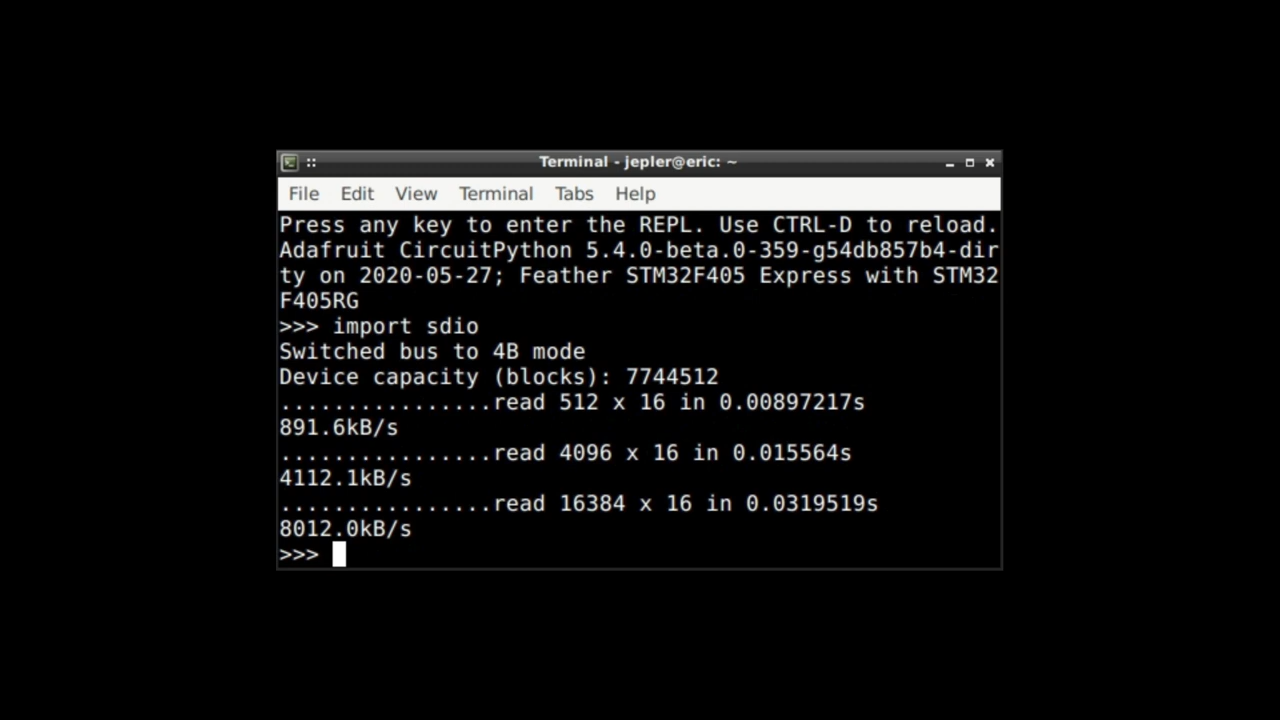 Terminal - jepler@eric: ~
File Edit View Terminal Tabs Help
Press any key to enter the REPL. Use CTRL-D to reload.
Adafruit CircuitPython 5.4.0-beta.0-359-g54db857b4-dir
ty on 2020-05-27; Feather STM32F405 Express with STM32
F405RG
>>> import sdio
Switched bus to 4B mode
Device capacity (blocks): 7744512
................read 512 x 16 in 0.00897217s
891.6kB/s
................read 4096 x 16 in 0.015564s
4112.1kB/s
................read 16384 x 16 in 0.0319519s
8012.0kB/s
>>>